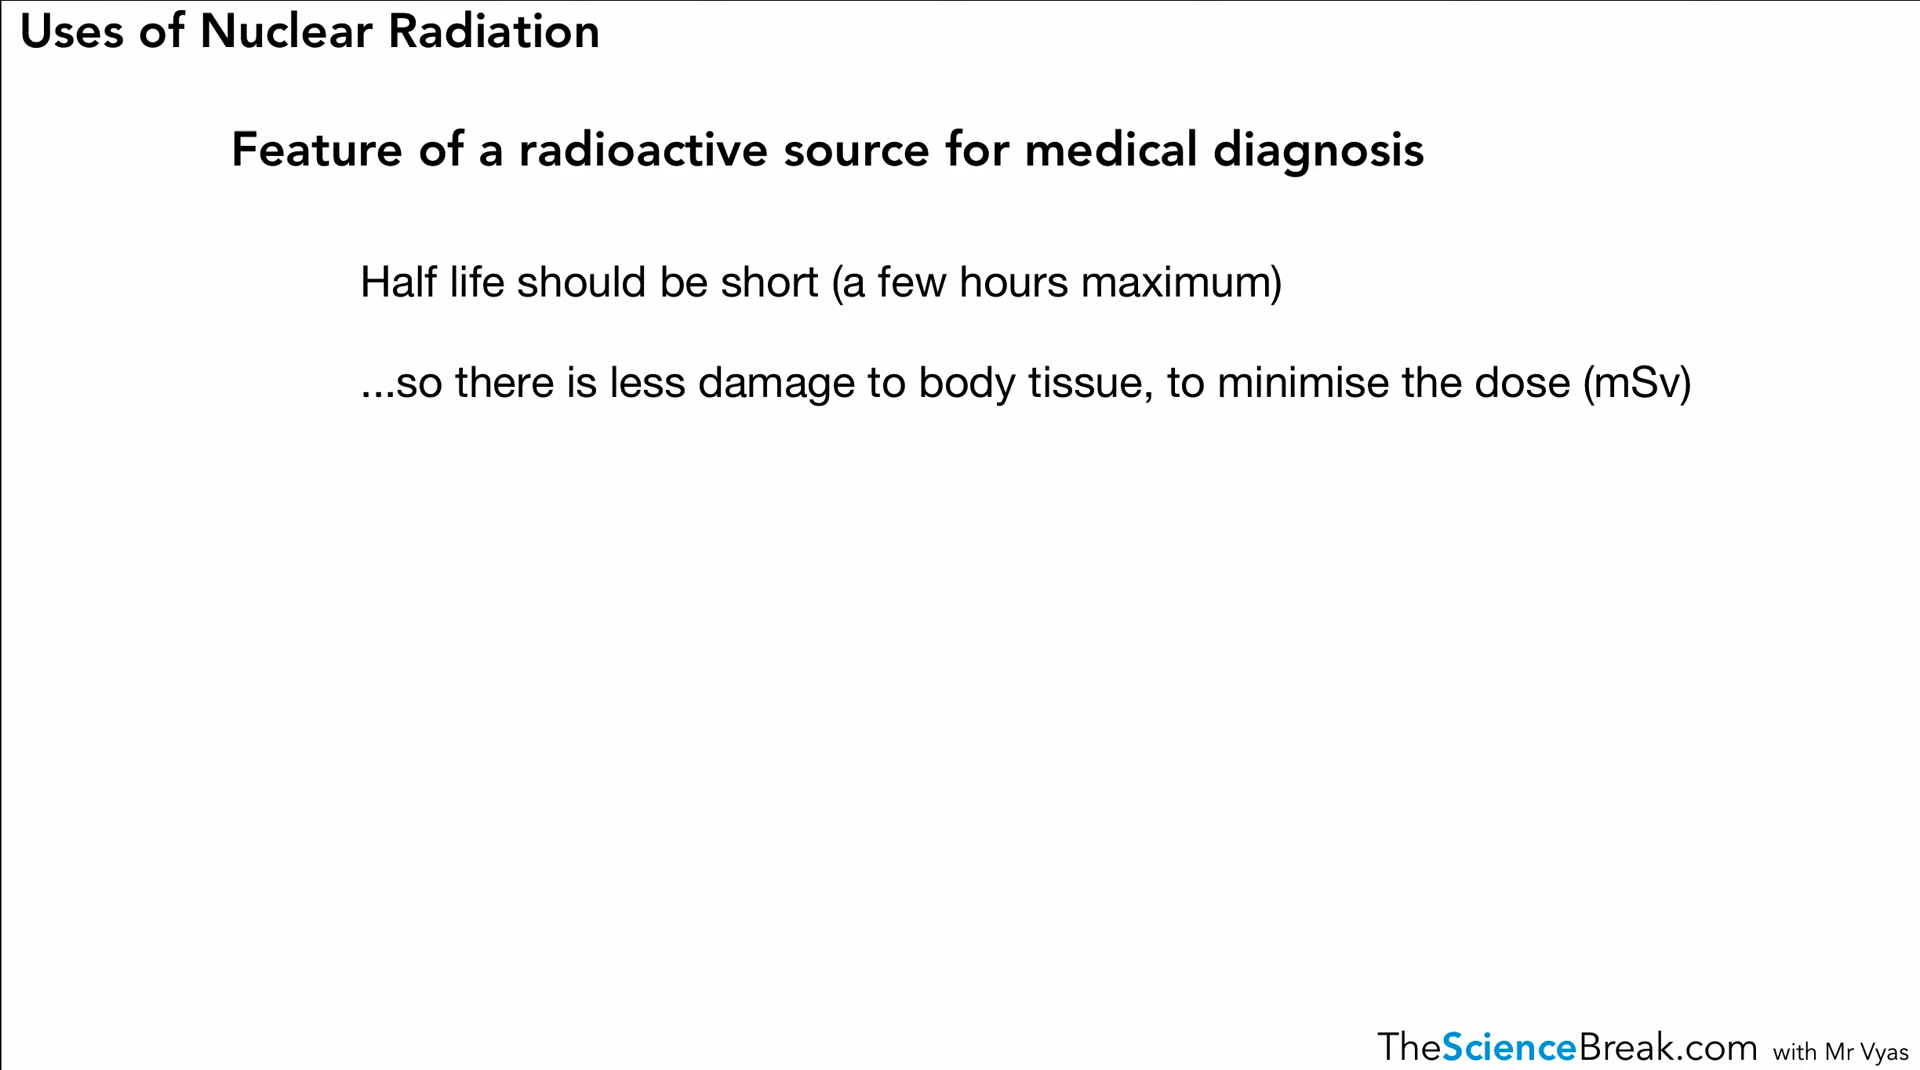 Uses of Nuclear Radiation
Feature of a radioactive source for medical diagnosis
Half life should be short (a few hours maximum)
...so there is less damage to body tissue, to minimise the dose (mSv)
TheScienceBreak.com with Mr Vyas